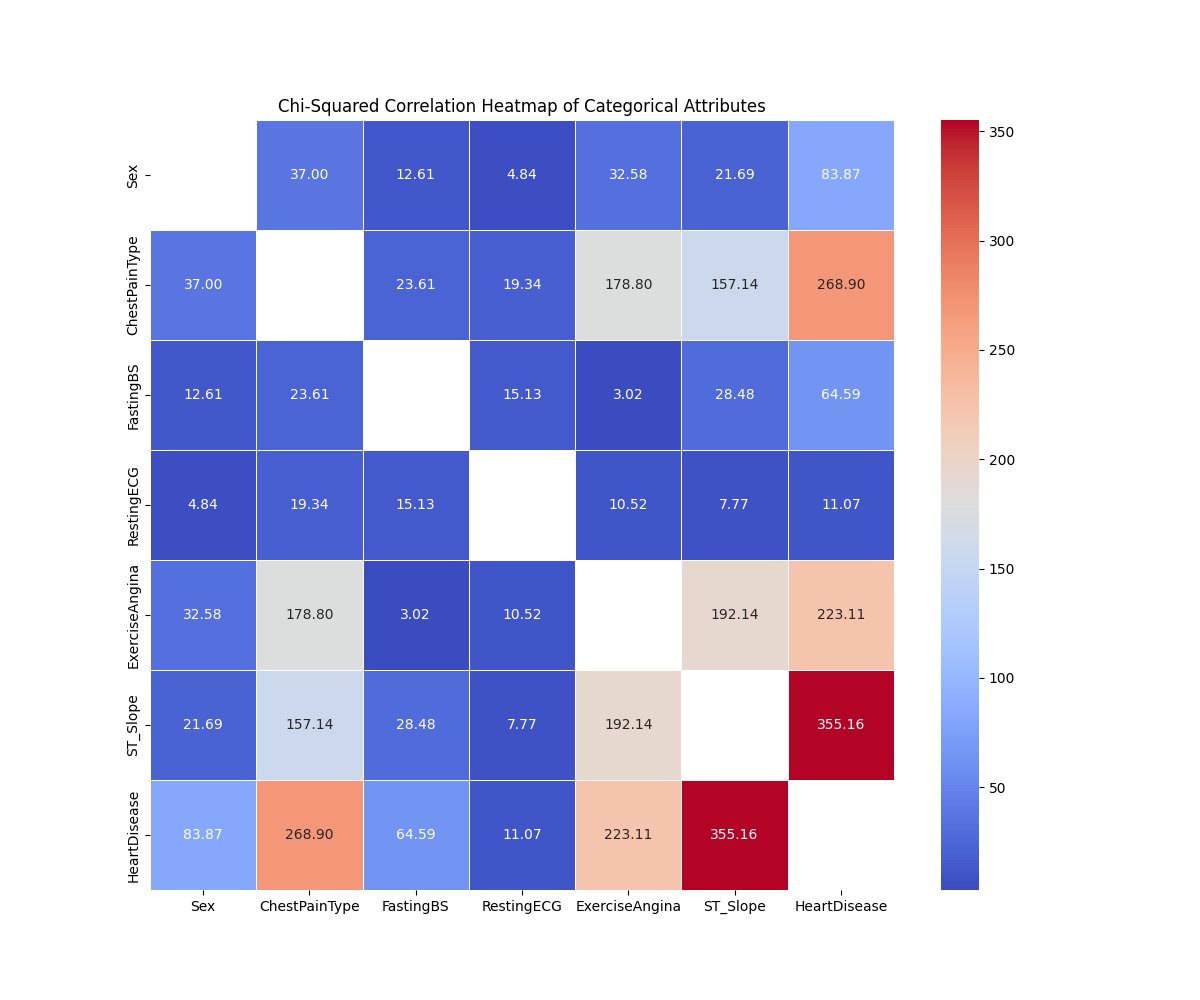 Chi-Squared Correlation Heatmap of Categorical Attributes
Sex
37.00 12.61 4.84 32.58 21.69 83.87
ChestPainType
37.00 23.61 19.34 178.80 157.14 268.90
FastingBS
12.61 23.61 15.13 3.02 28.48 64.59
RestingECG
4.84 19.34 15.13 10.52 7.77 11.07
ExerciseAngina
32.58 178.80 3.02 10.52 192.14 223.11
ST_Slope
21.69 157.14 28.48 7.77 192.14 355.16
HeartDisease
83.87 268.90 64.59 11.07 223.11 355.16
Sex ChestPainType FastingBS RestingECG ExerciseAngina ST_Slope HeartDisease
350
300
250
200
150
100
50